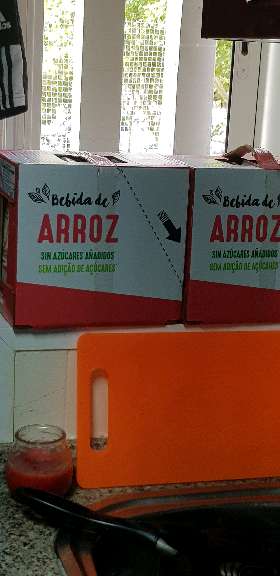 Bebida de
ARROZ
SIN AZÚCARES AÑADIDOS
SEM ADIÇÃO DE AÇÚCARES
Bebida de
ARROZ
SIN AZÚCARES AÑADIDOS
SEM ADIÇÃO DE AÇÚCARES